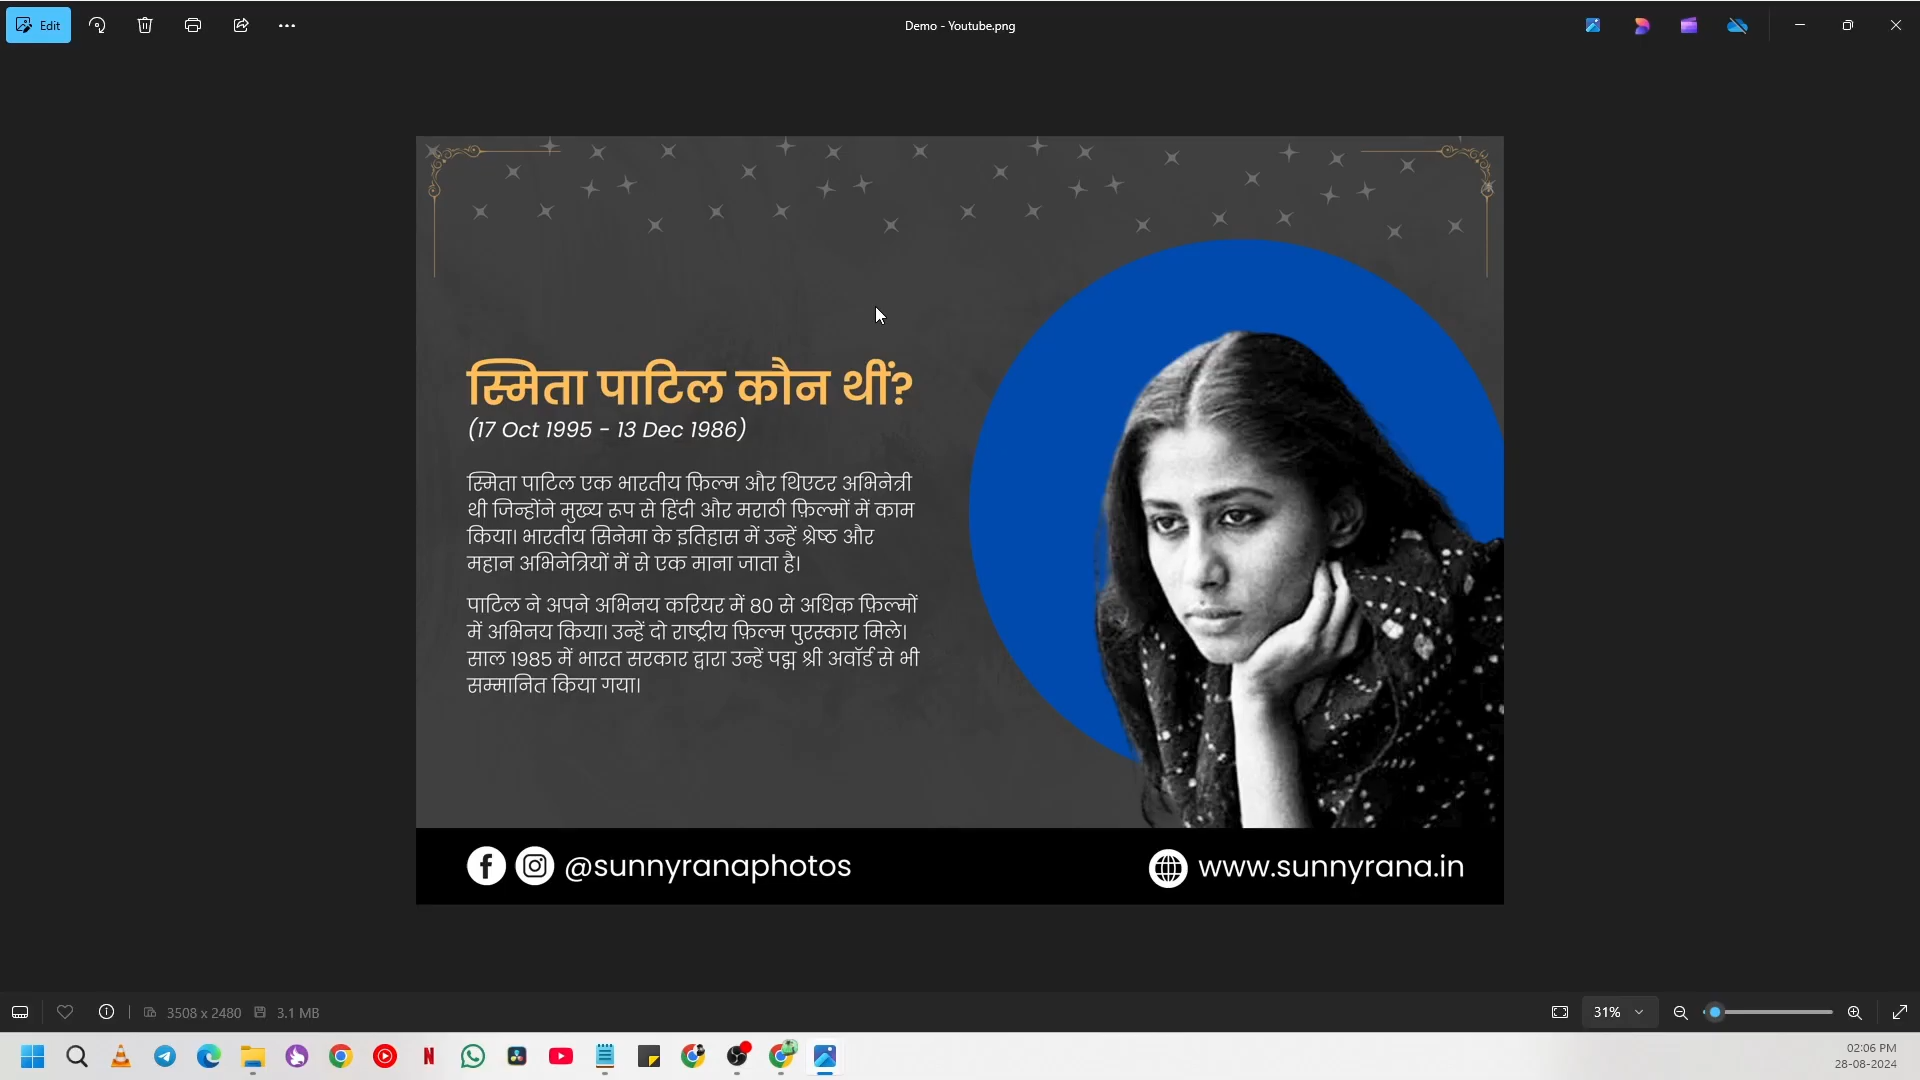 Edit
Demo - Youtube.png
स्मिता पाटिल कौन थीं?
(17 Oct 1995 - 13 Dec 1986)
स्मिता पाटिल एक भारतीय फ़िल्म और थिएटर अभिनेत्री
थी जिन्होंने मुख्य रूप से हिंदी और मराठी फ़िल्मों में काम
किया। भारतीय सिनेमा के इतिहास में उन्हें श्रेष्ठ और
महान अभिनेत्रियों में से एक माना जाता है।
पाटिल ने अपने अभिनय करियर में 80 से अधिक फ़िल्मों
में अभिनय किया। उन्हें दो राष्ट्रीय फ़िल्म पुरस्कार मिले।
साल 1985 में भारत सरकार द्वारा उन्हें पद्म श्री अवॉर्ड से भी
सम्मानित किया गया।
@sunnyranaphotos
www.sunnyrana.in
3508 x 2480
3.1 MB
31%
02:06 PM
28-08-2024